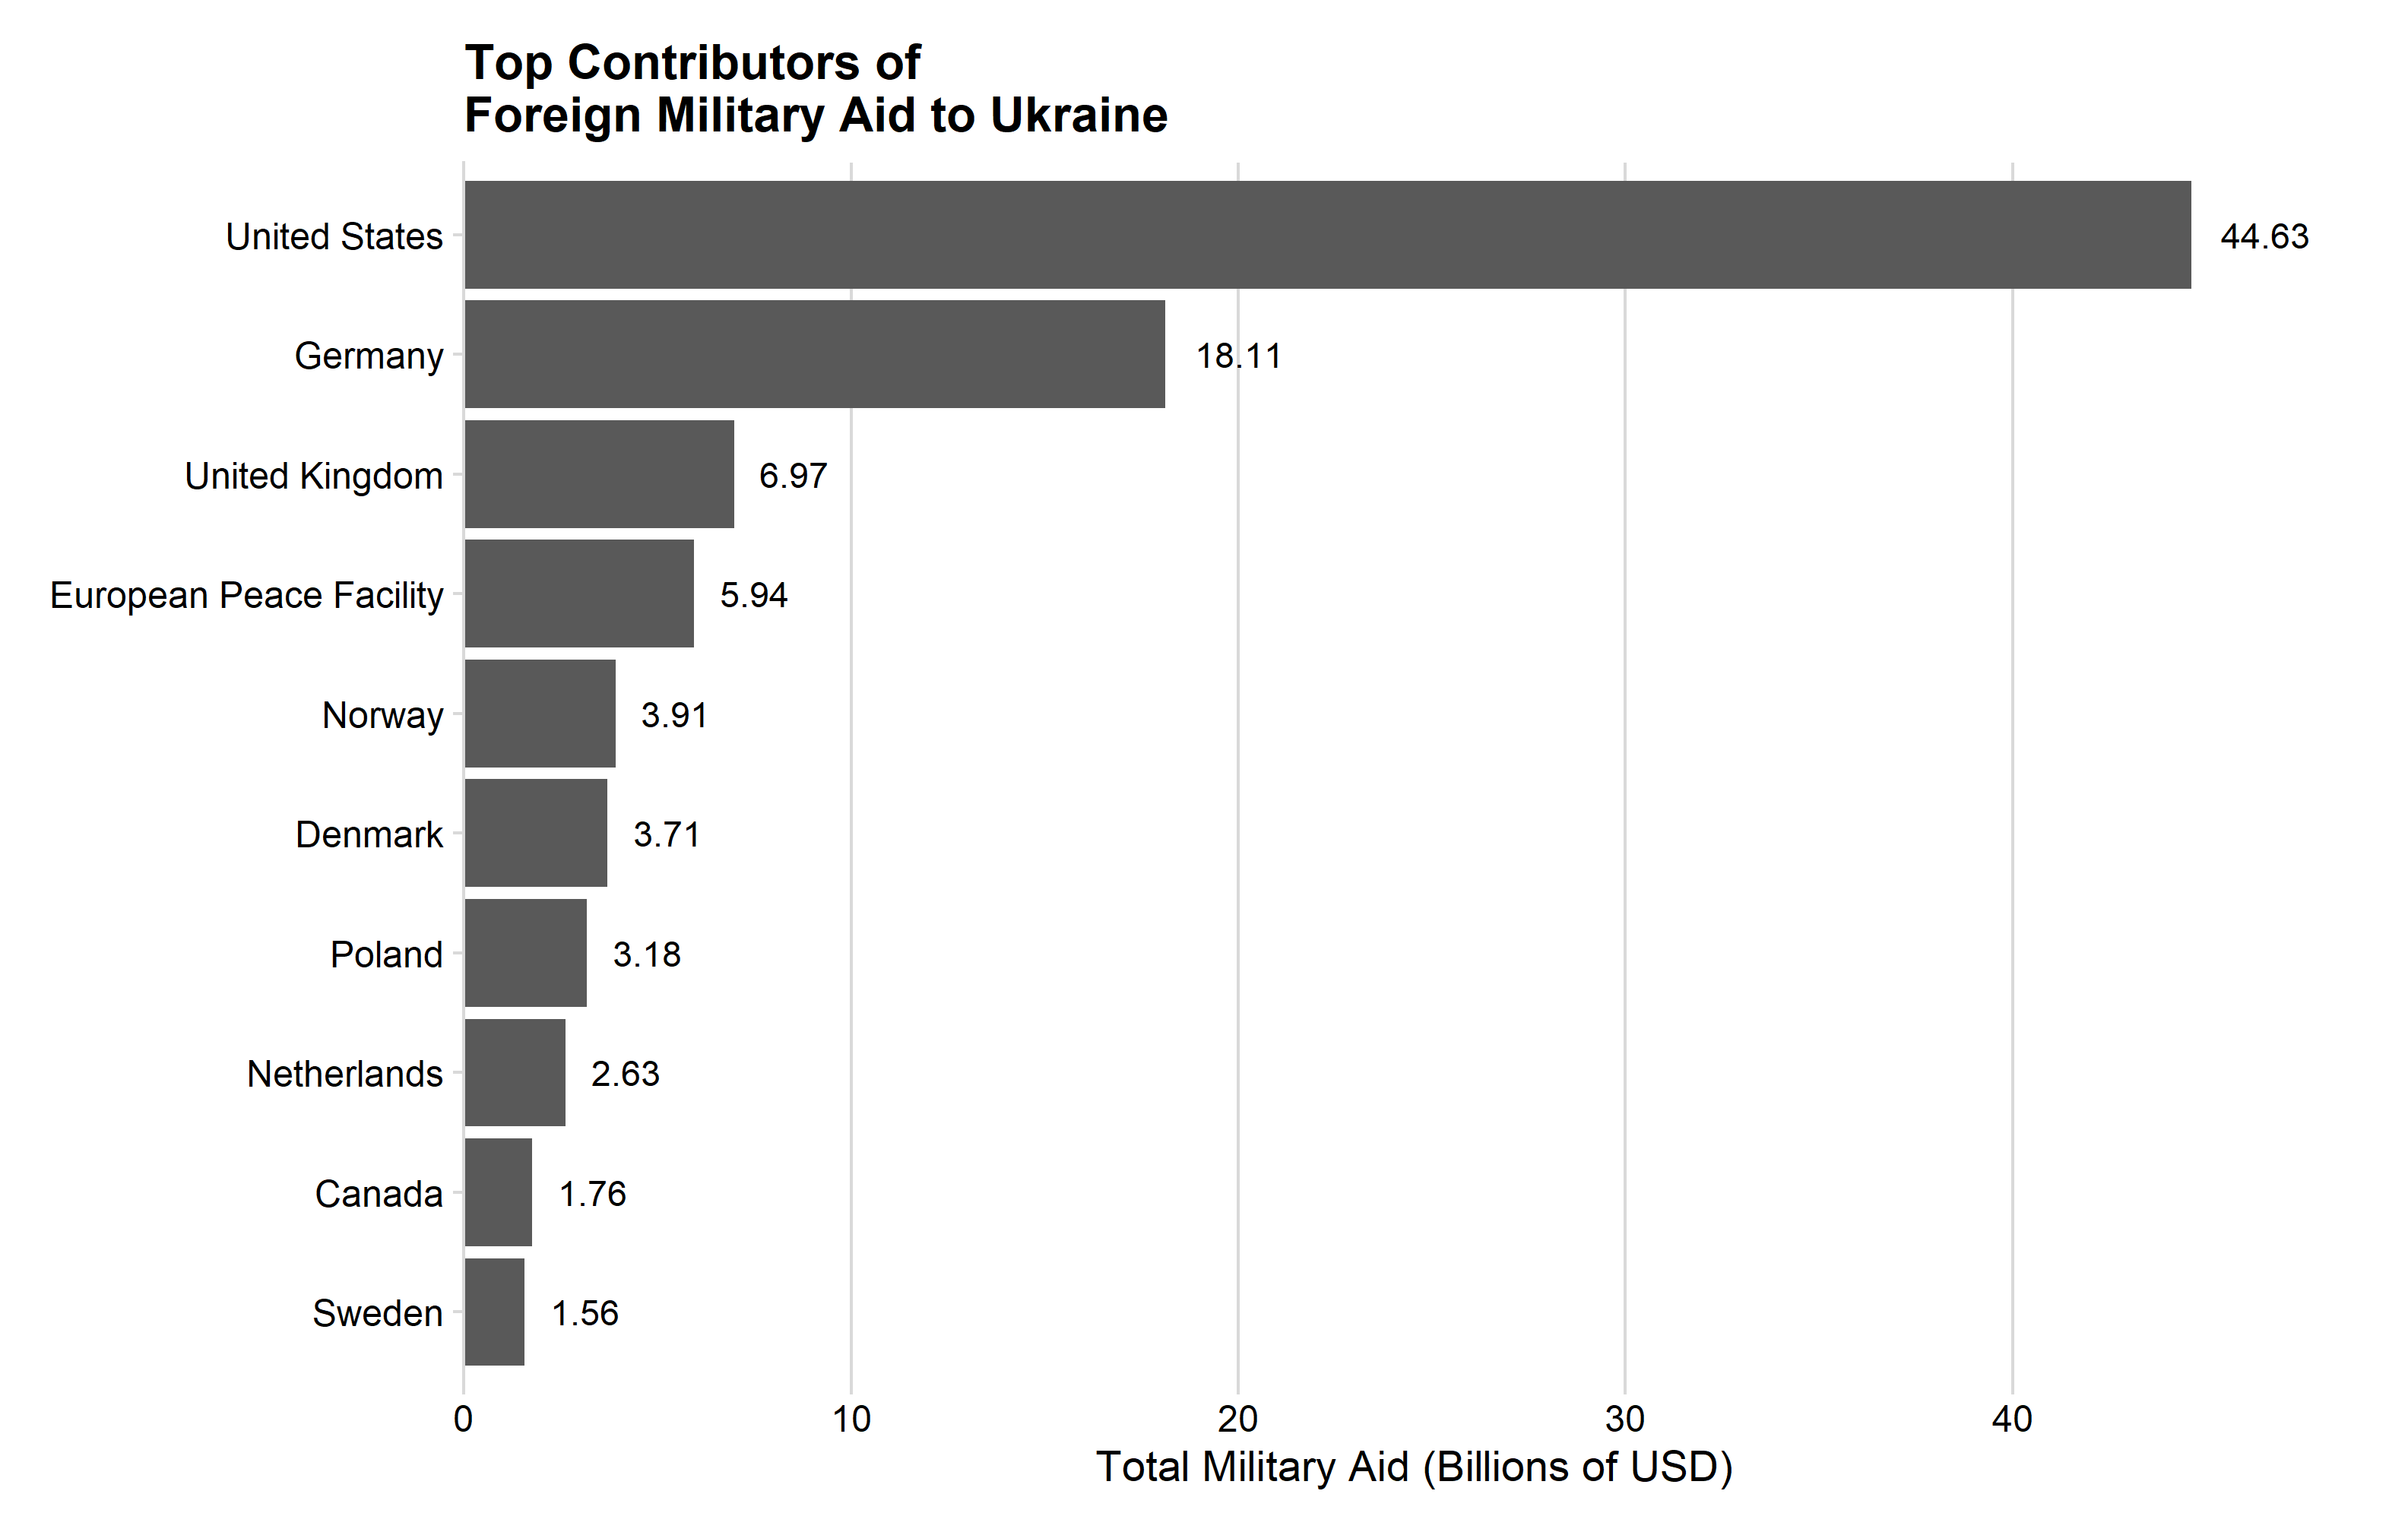 Top Contributors of
Foreign Military Aid to Ukraine
United States 44.63
Germany 18.11
United Kingdom 6.97
European Peace Facility 5.94
Norway 3.91
Denmark 3.71
Poland 3.18
Netherlands 2.63
Canada 1.76
Sweden 1.56
0 10 20 30 40
Total Military Aid (Billions of USD)